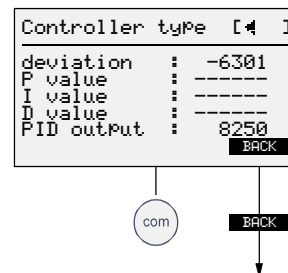 Controller type [◂ ]
deviation : -6301
P value : ------
I value : ------
D value : ------
PID output : 8250
BACK
com
BACK